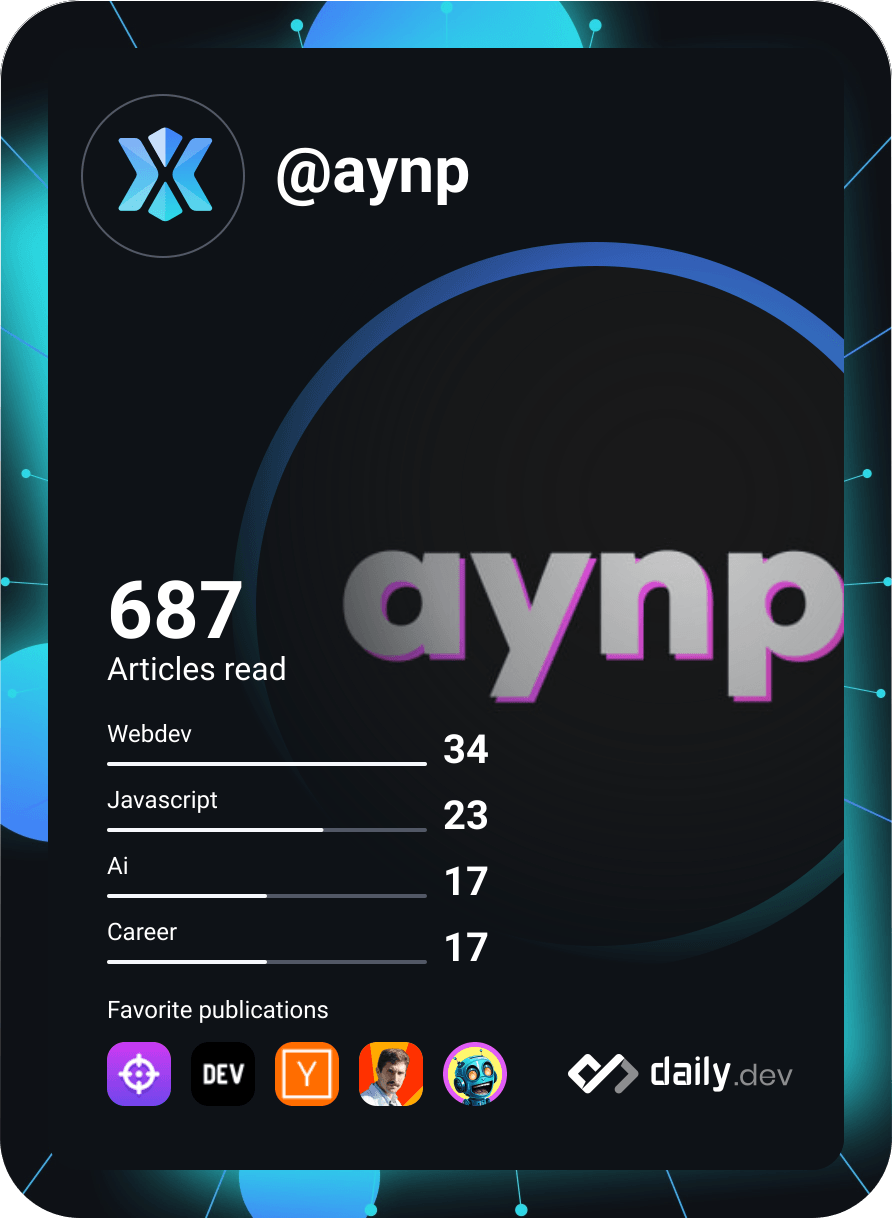 @aynp
aynp
687
Articles read
Webdev
34
Javascript
23
Ai
17
Career
17
Favorite publications
DEV
Y
daily.dev